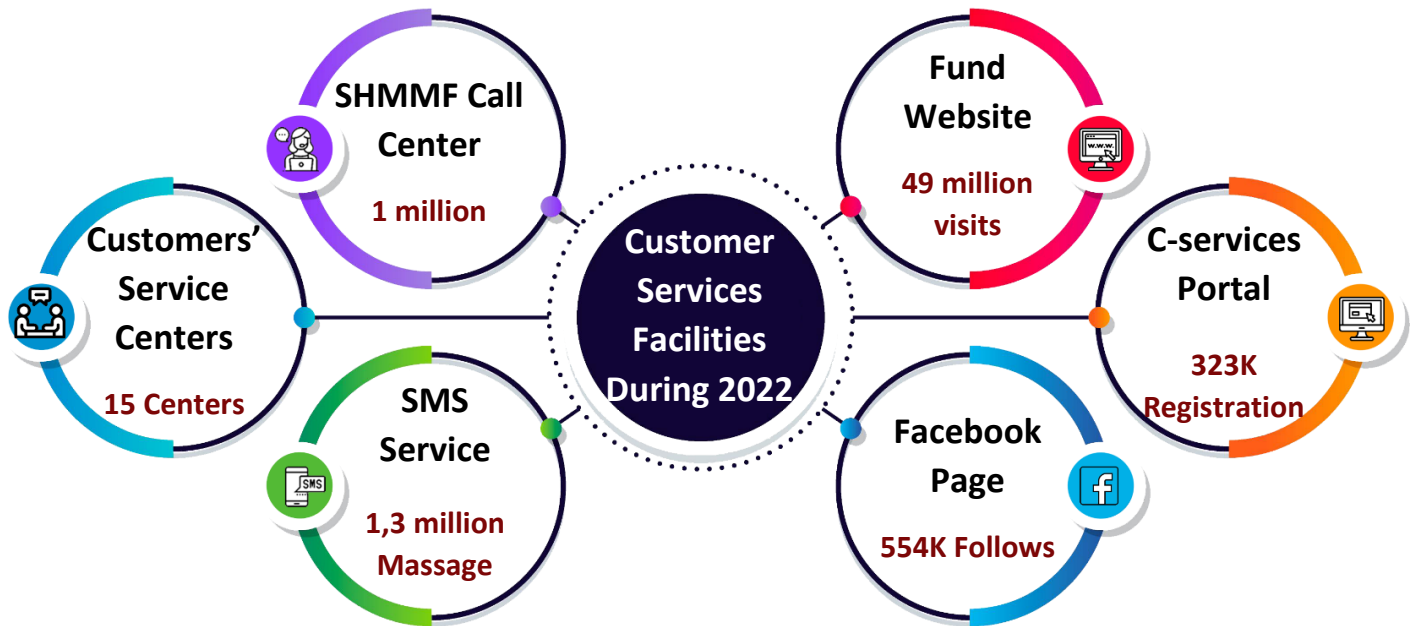 SHMMF Call
Center
1 million
Fund
Website
49 million
visits
www.
Customers’
Service
Centers
15 Centers
Customer
Services
Facilities
During 2022
C-services
Portal
323K
Registration
SMS
Service
1,3 million
Massage
SMS
Facebook
Page
554K Follows
f